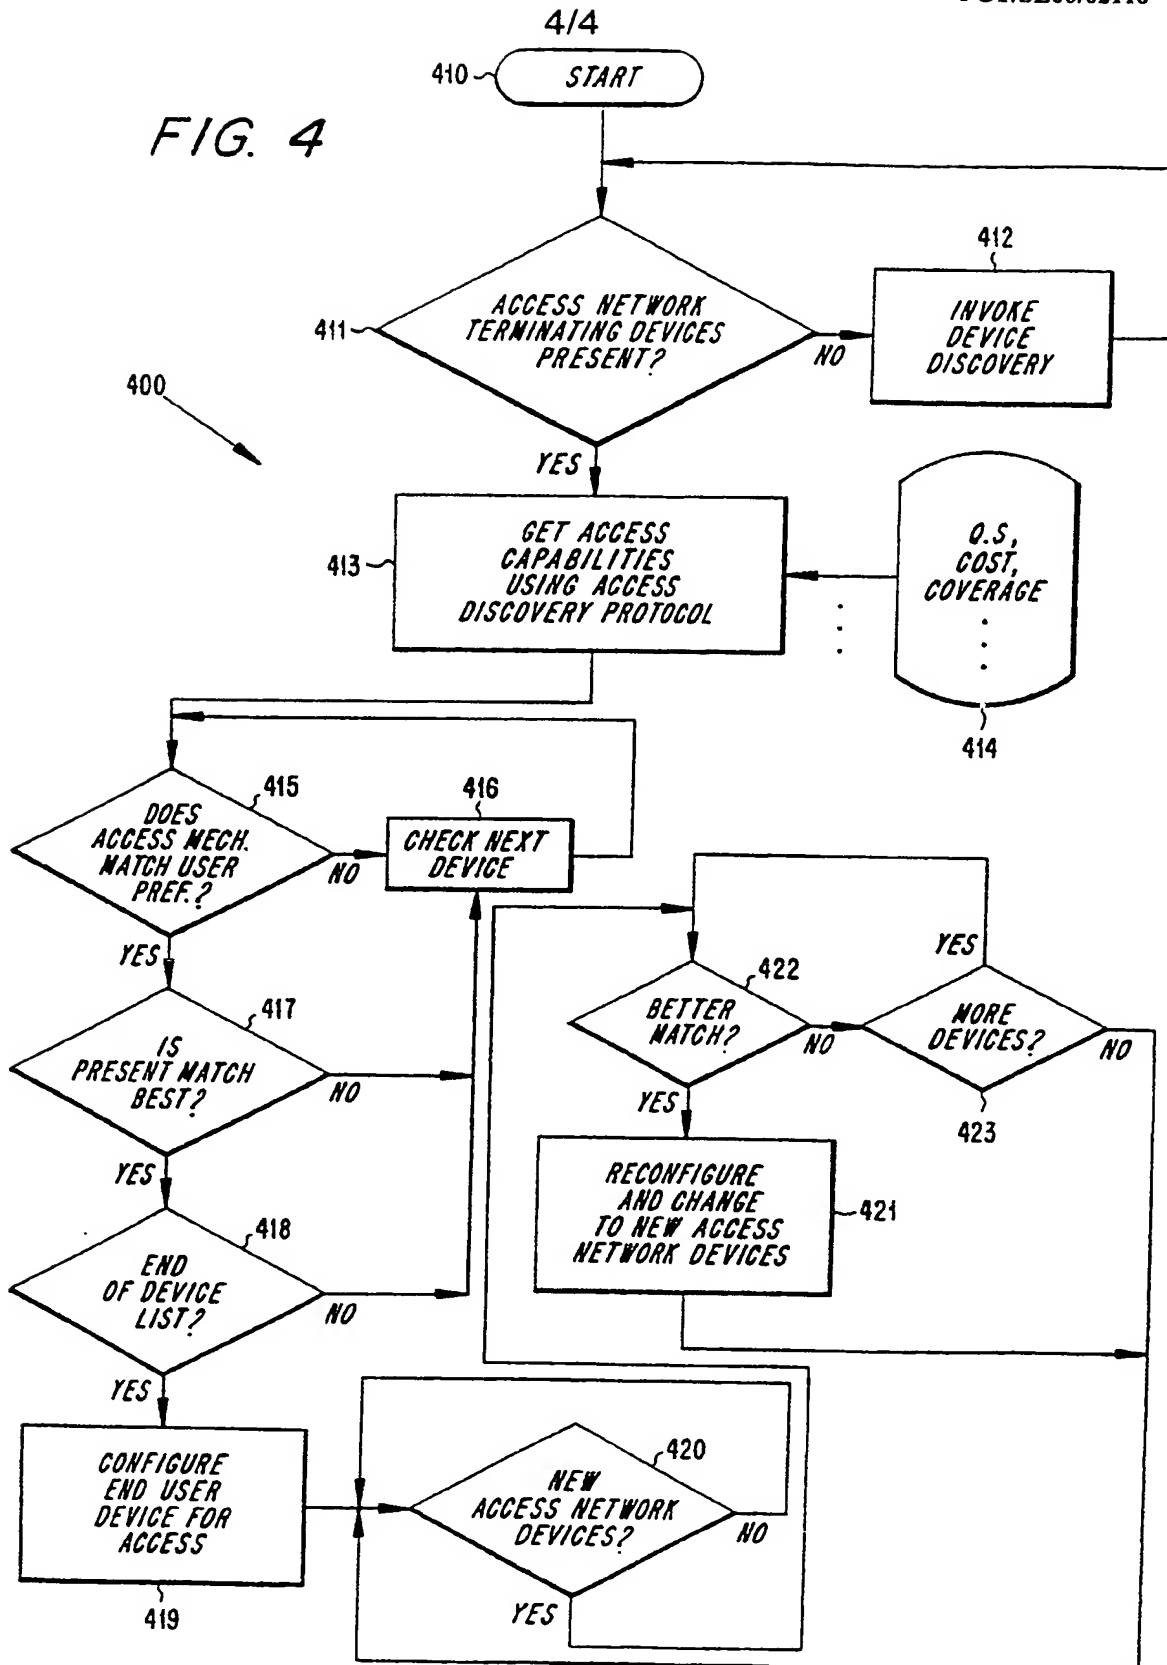 4/4
410
START
FIG. 4
412
ACCESS NETWORK
TERMINATING DEVICES
PRESENT?
411
NO
INVOKE
DEVICE
DISCOVERY
400
YES
GET ACCESS
CAPABILITIES
USING ACCESS
DISCOVERY PROTOCOL
413
Q.S,
COST,
COVERAGE
414
415
DOES
ACCESS MECH.
MATCH USER
PREF.?
NO
416
CHECK NEXT
DEVICE
YES
417
IS
PRESENT MATCH
BEST?
NO
YES
422
BETTER
MATCH?
NO
YES
MORE
DEVICES?
NO
423
YES
418
END
OF DEVICE
LIST?
NO
RECONFIGURE
AND CHANGE
TO NEW ACCESS
NETWORK DEVICES
421
YES
CONFIGURE
END USER
DEVICE FOR
ACCESS
419
420
NEW
ACCESS NETWORK
DEVICES?
NO
YES